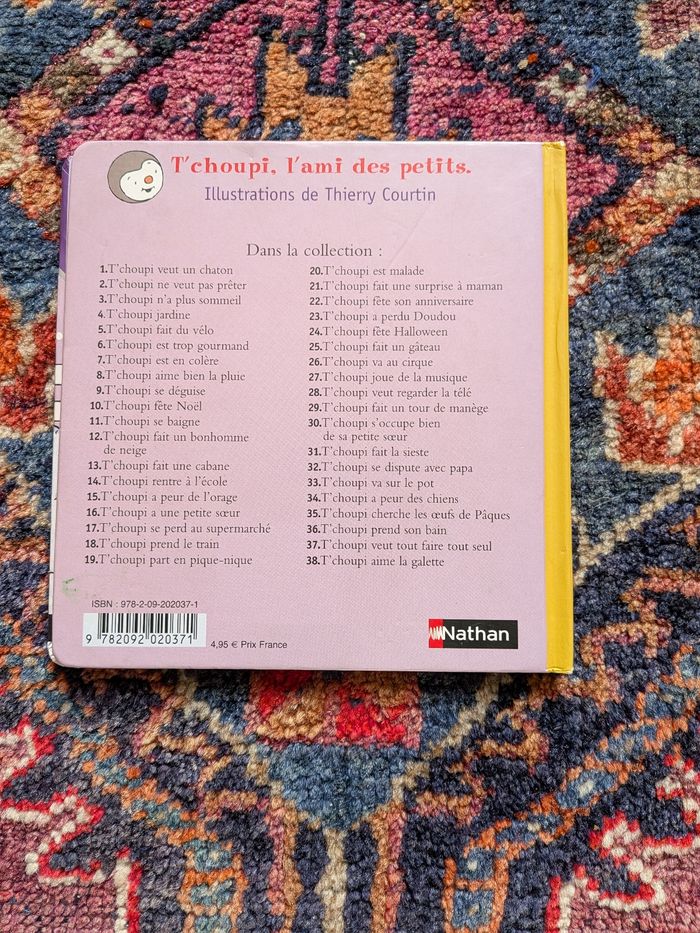 T'choupi, l'ami des petits.
Illustrations de Thierry Courtin
Dans la collection :
1.T'choupi veut un chaton
2.T'choupi ne veut pas prêter
3.T'choupi n'a plus sommeil
4.T'choupi jardine
5.T'choupi fait du vélo
6.T'choupi est trop gourmand
7.T'choupi est en colère
8.T'choupi aime bien la pluie
9.T'choupi se déguise
10.T'choupi fête Noël
11.T'choupi se baigne
12.T'choupi fait un bonhomme
de neige
13.T'choupi fait une cabane
14.T'choupi rentre à l'école
15.T'choupi a peur de l'orage
16.T'choupi a une petite sœur
17.T'choupi se perd au supermarché
18.T'choupi prend le train
19.T'choupi part en pique-nique
20.T'choupi est malade
21.T'choupi fait une surprise à maman
22.T'choupi fête son anniversaire
23.T'choupi a perdu Doudou
24.T'choupi fête Halloween
25.T'choupi fait un gâteau
26.T'choupi va au cirque
27.T'choupi joue de la musique
28.T'choupi veut regarder la télé
29.T'choupi fait un tour de manège
30.T'choupi s'occupe bien
de sa petite sœur
31.T'choupi fait la sieste
32.T'choupi se dispute avec papa
33.T'choupi va sur le pot
34.T'choupi a peur des chiens
35.T'choupi cherche les œufs de Pâques
36.T'choupi prend son bain
37.T'choupi veut tout faire tout seul
38.T'choupi aime la galette
ISBN : 978-2-09-202037-1
9 782092 020371
4,95 € Prix France
Nathan